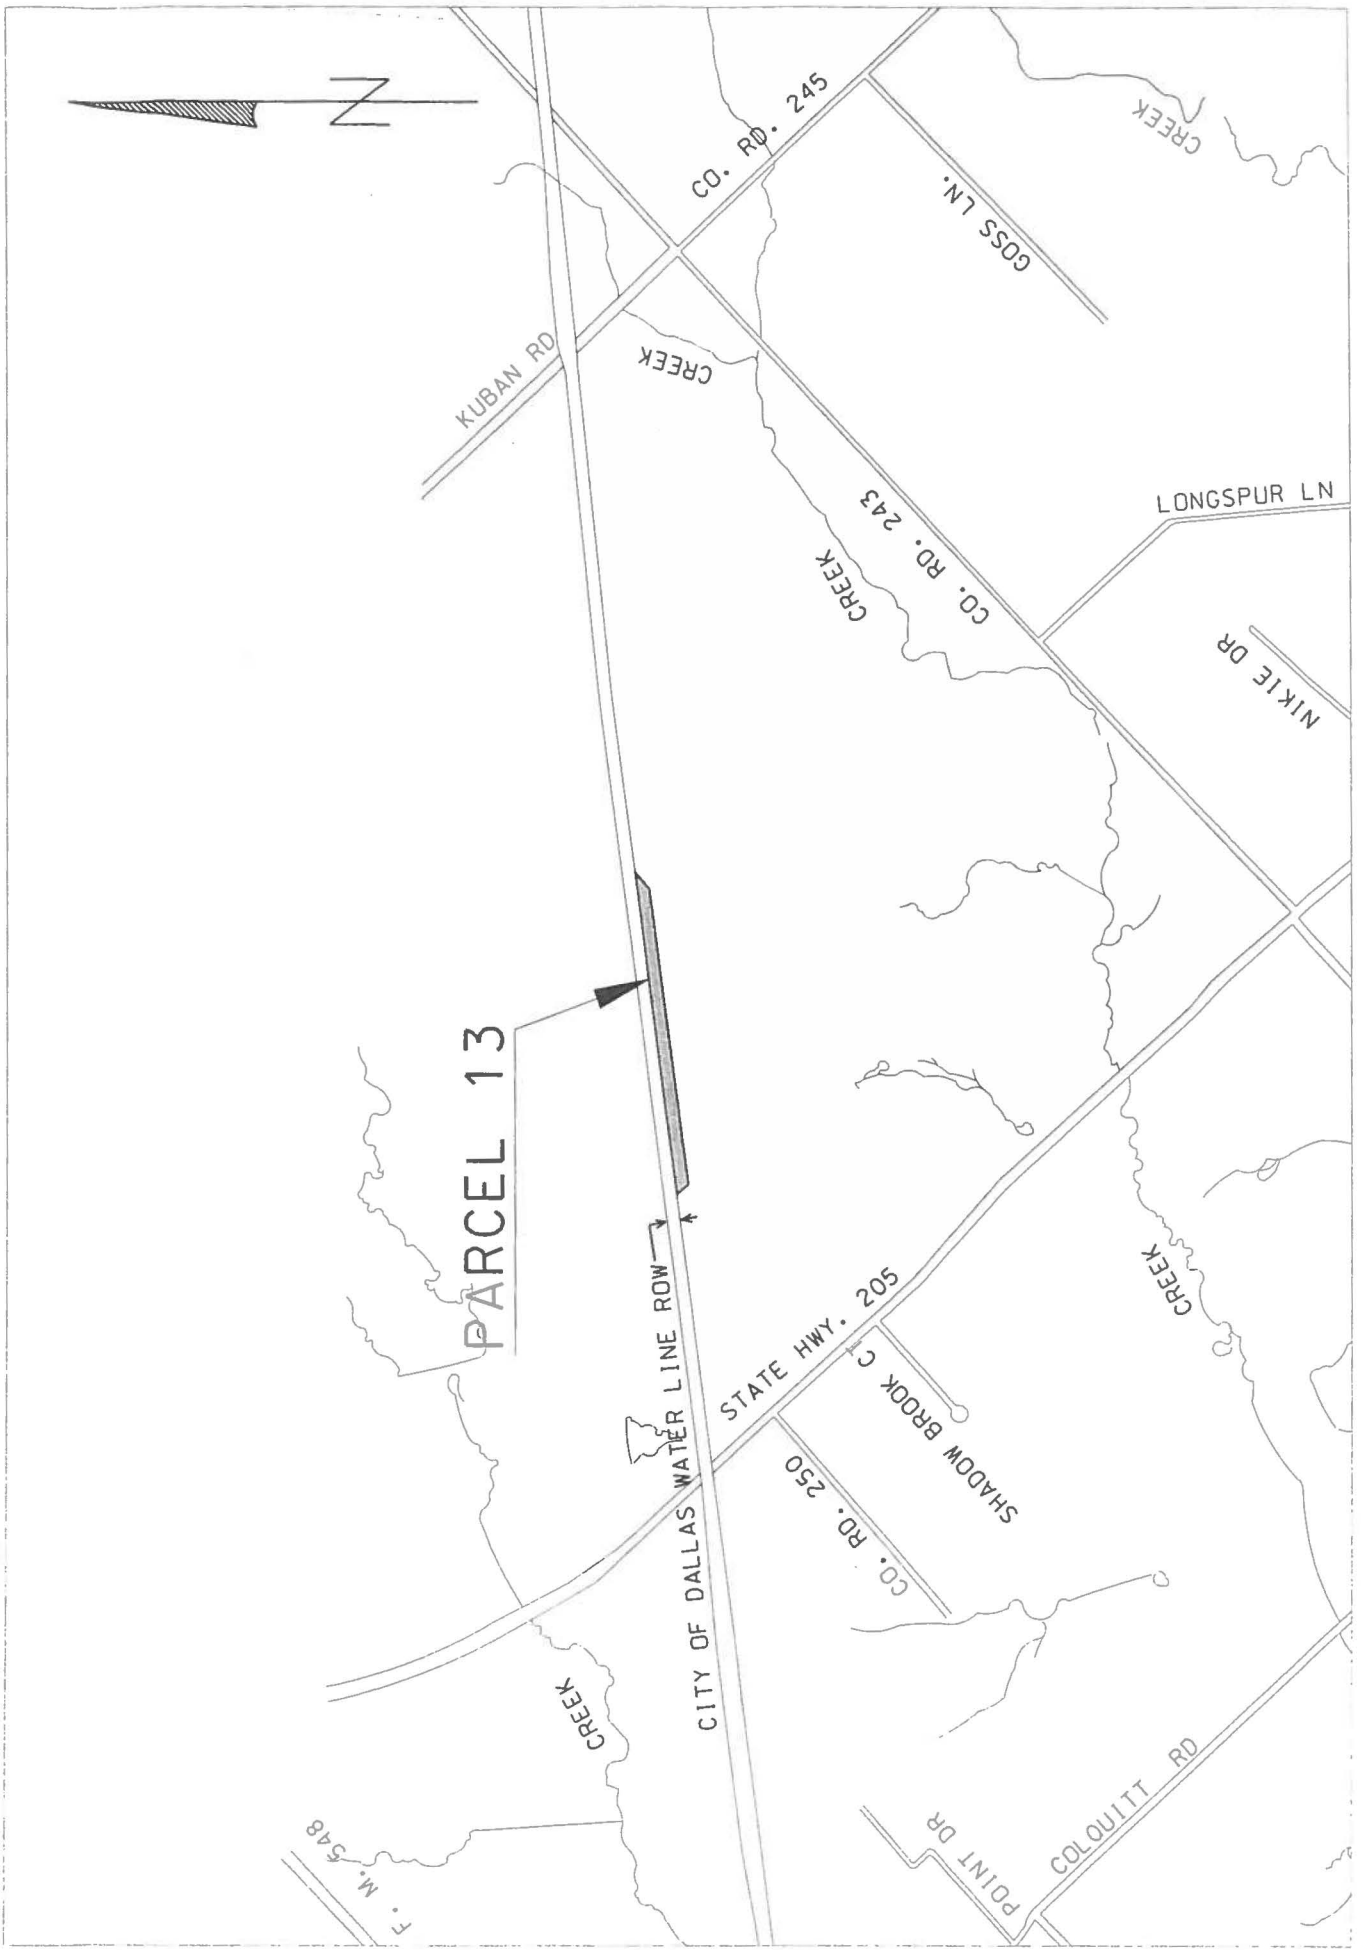 N
CO. RD. 245
CREEK
GOSS LN.
KUBAN RD
CREEK
CO. RD. 243
CREEK
LONGSPUR LN
NIKIE DR
PARCEL 13
CITY OF DALLAS WATER LINE ROW
STATE HWY. 205
SHADOW BROOK CT
CO. RD. 250
CREEK
CREEK
F. M. 548
POINT DR
COLQUITT RD